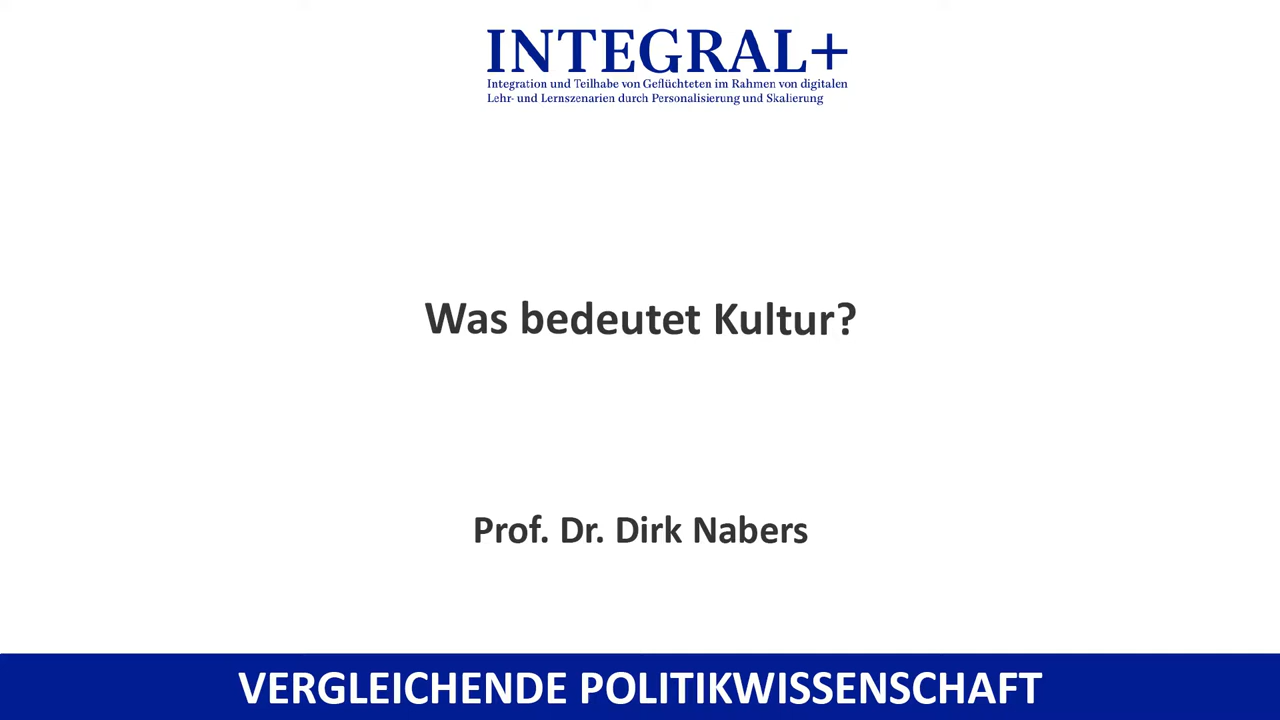 INTEGRAL+
Integration und Teilhabe von Geflüchteten im Rahmen von digitalen
Lehr- und Lernszenarien durch Personalisierung und Skalierung
Was bedeutet Kultur?
Prof. Dr. Dirk Nabers
VERGLEICHENDE POLITIKWISSENSCHAFT